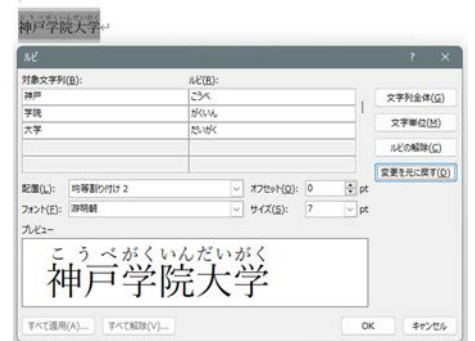 神戸学院大学↵
ルビ ? ×
対象文字列(B): ルビ(R):
神戸 こうべ
学院 がくいん
大学 だいがく
文字列全体(G)
文字単位(M)
ルビの解除(C)
変更を元に戻す(D)
配置(L): 均等割り付け 2 オフセット(O): 0 pt
フォント(F): 游明朝 サイズ(S): 7 pt
プレビュー
こうべがくいんだいがく
神戸学院大学
すべて適用(A)... すべて解除(V)... OK キャンセル